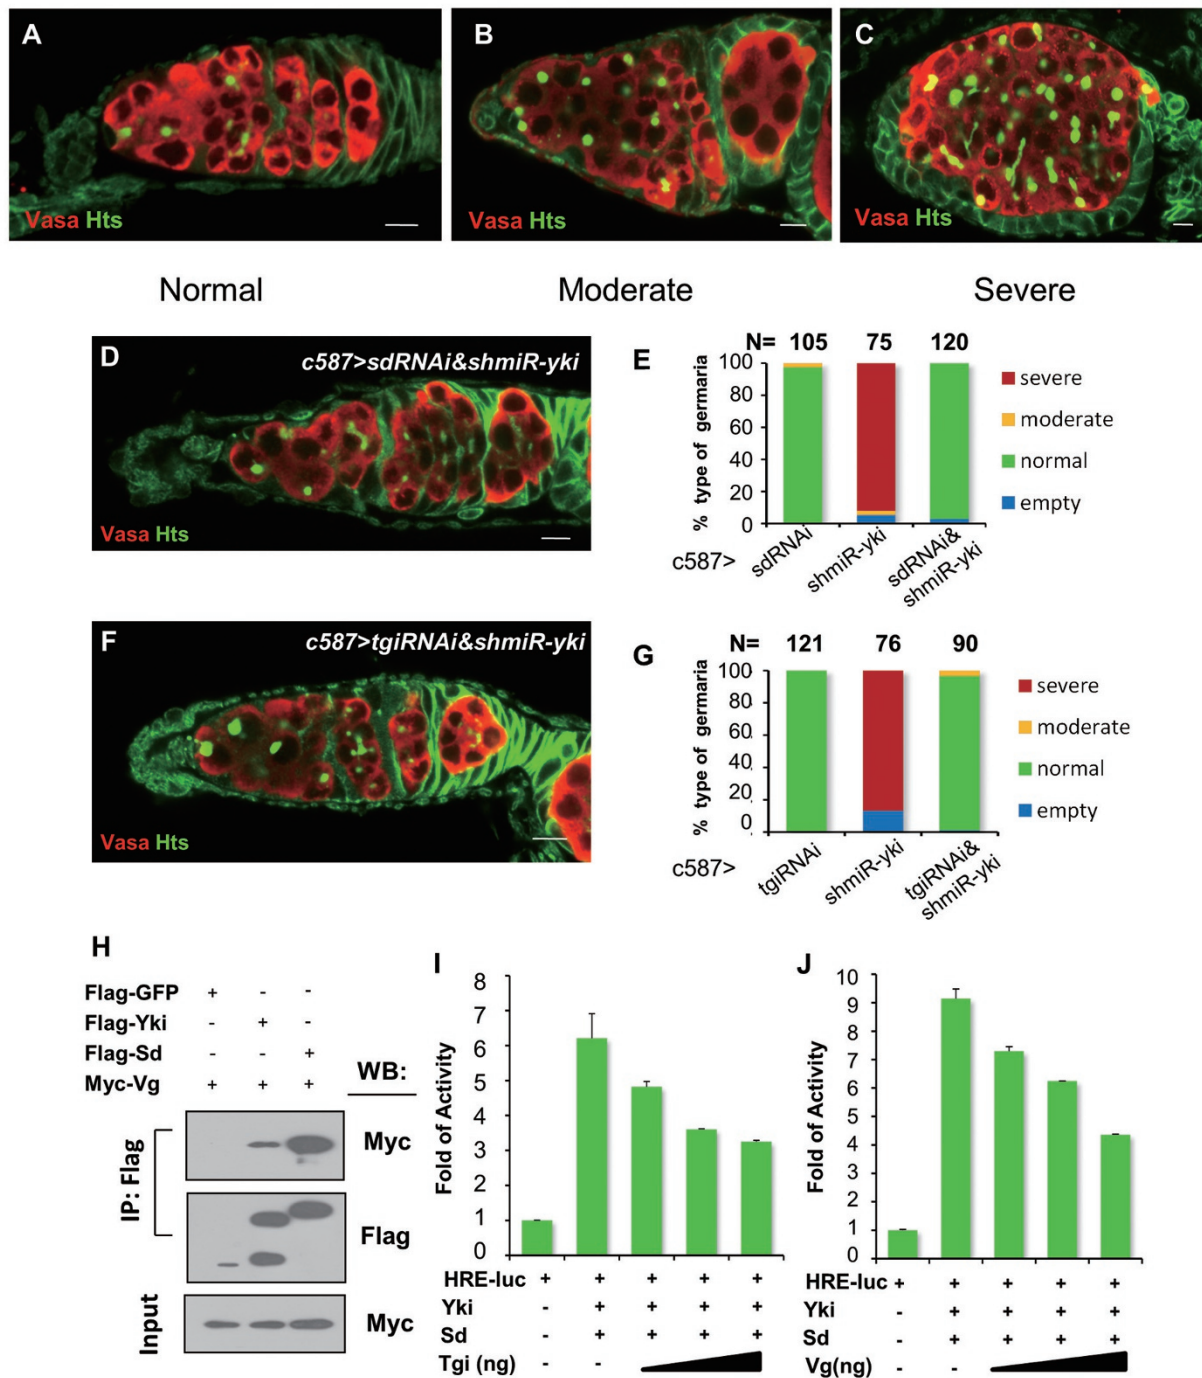 A
B
C
Vasa Hts
Vasa Hts
Vasa Hts
Normal
Moderate
Severe
D
c587>sdRNAi&shmiR-yki
Vasa Hts
E
N= 105 75 120
% type of germaria
100
80
60
40
20
0
severe
moderate
normal
empty
c587>
sdRNAi
shmiR-yki
sdRNAi&
shmiR-yki
F
c587>tgiRNAi&shmiR-yki
Vasa Hts
G
N= 121 76 90
% type of germaria
100
80
60
40
20
0
severe
moderate
normal
empty
c587>
tgiRNAi
shmiR-yki
tgiRNAi&
shmiR-yki
H
Flag-GFP + - -
Flag-Yki - + -
Flag-Sd - - +
Myc-Vg + + +
WB:
IP: Flag
Myc
Flag
Input
Myc
I
Fold of Activity
8
7
6
5
4
3
2
1
0
HRE-luc + + + + +
Yki - + + + +
Sd - + + + +
Tgi (ng) - -
J
Fold of Activity
10
9
8
7
6
5
4
3
2
1
0
HRE-luc + + + + +
Yki - + + + +
Sd - + + + +
Vg(ng) - -